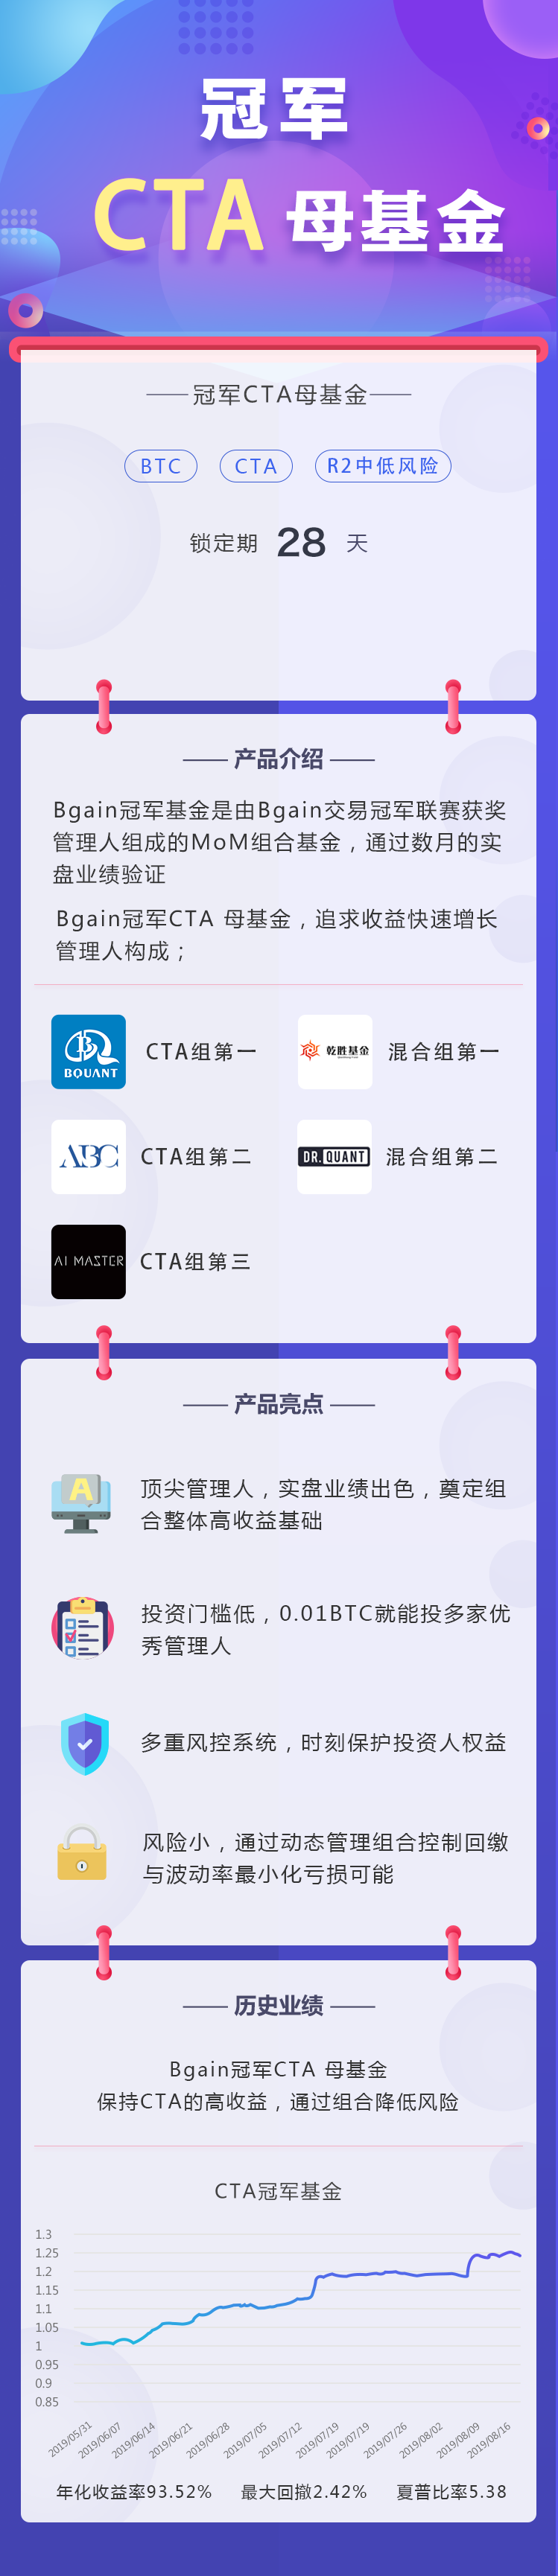 冠军
CTA 母基金
冠军CTA母基金
BTC CTA R2中低风险
锁定期 28 天
产品介绍
Bgain冠军基金是由Bgain交易冠军联赛获奖
管理人组成的MoM组合基金，通过数月的实
盘业绩验证
Bgain冠军CTA 母基金，追求收益快速增长
管理人构成；
BQUANT CTA组第一 乾胜基金 混合组第一
ABC CTA组第二 DR. QUANT 混合组第二
AI MASTER CTA组第三
产品亮点
A
顶尖管理人，实盘业绩出色，奠定组
合整体高收益基础
投资门槛低，0.01BTC就能投多家优
秀管理人
多重风控系统，时刻保护投资人权益
风险小，通过动态管理组合控制回缴
与波动率最小化亏损可能
历史业绩
Bgain冠军CTA 母基金
保持CTA的高收益，通过组合降低风险
CTA冠军基金
1.3
1.25
1.2
1.15
1.1
1.05
1
0.95
0.9
0.85
2019/05/31 2019/06/07 2019/06/14 2019/06/21 2019/06/28 2019/07/05 2019/07/12 2019/07/19 2019/07/19 2019/07/26 2019/08/02 2019/08/09 2019/08/16
年化收益率93.52% 最大回撤2.42% 夏普比率5.38